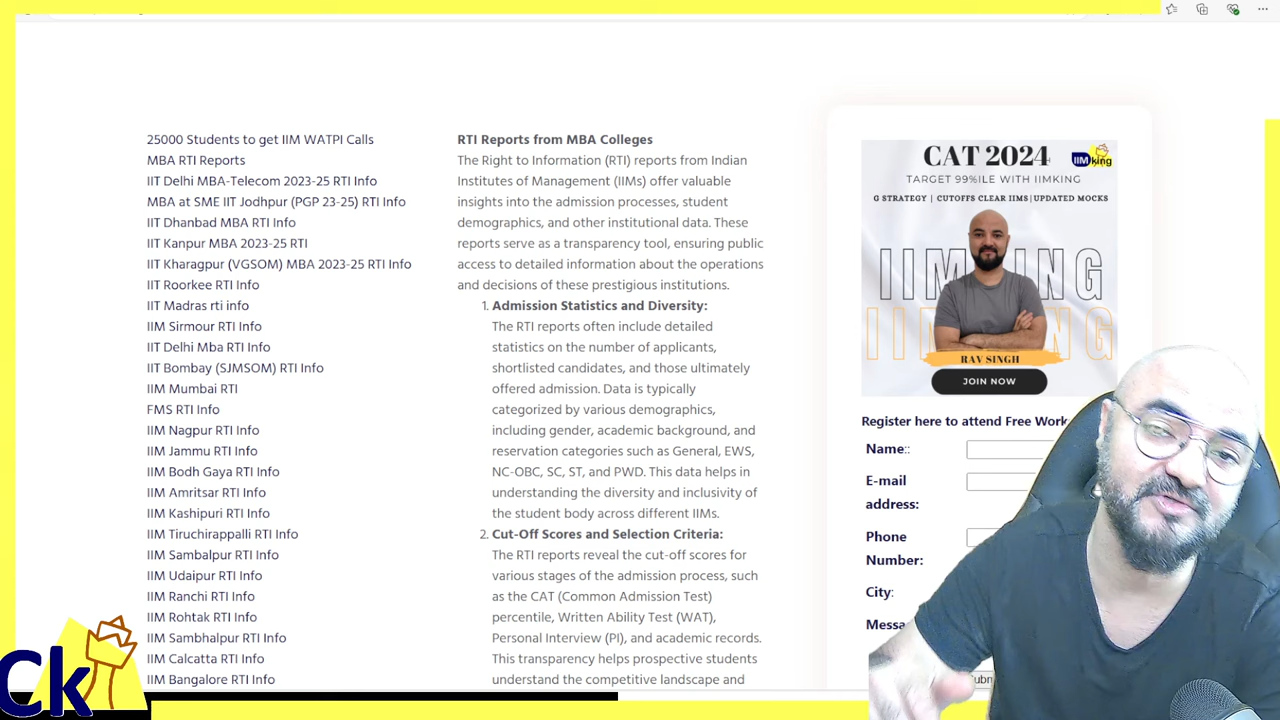 25000 Students to get IIM WATPI Calls
MBA RTI Reports
IIT Delhi MBA-Telecom 2023-25 RTI Info
MBA at SME IIT Jodhpur (PGP 23-25) RTI Info
IIT Dhanbad MBA RTI Info
IIT Kanpur MBA 2023-25 RTI
IIT Kharagpur (VGSOM) MBA 2023-25 RTI Info
IIT Roorkee RTI Info
IIT Madras rti info
IIM Sirmour RTI Info
IIT Delhi Mba RTI Info
IIT Bombay (SJMSOM) RTI Info
IIM Mumbai RTI
FMS RTI Info
IIM Nagpur RTI Info
IIM Jammu RTI Info
IIM Bodh Gaya RTI Info
IIM Amritsar RTI Info
IIM Kashipuri RTI Info
IIM Tiruchirappalli RTI Info
IIM Sambalpur RTI Info
IIM Udaipur RTI Info
IIM Ranchi RTI Info
IIM Rohtak RTI Info
IIM Sambhalpur RTI Info
IIM Calcatta RTI Info
IIM Bangalore RTI Info
RTI Reports from MBA Colleges
The Right to Information (RTI) reports from Indian
Institutes of Management (IIMs) offer valuable
insights into the admission processes, student
demographics, and other institutional data. These
reports serve as a transparency tool, ensuring public
access to detailed information about the operations
and decisions of these prestigious institutions.
1. Admission Statistics and Diversity:
The RTI reports often include detailed
statistics on the number of applicants,
shortlisted candidates, and those ultimately
offered admission. Data is typically
categorized by various demographics,
including gender, academic background, and
reservation categories such as General, EWS,
NC-OBC, SC, ST, and PWD. This data helps in
understanding the diversity and inclusivity of
the student body across different IIMs.
2. Cut-Off Scores and Selection Criteria:
The RTI reports reveal the cut-off scores for
various stages of the admission process, such
as the CAT (Common Admission Test)
percentile, Written Ability Test (WAT),
Personal Interview (PI), and academic records.
This transparency helps prospective students
understand the competitive landscape and
CAT 2024
IIMking
TARGET 99%ILE WITH IIMKING
G STRATEGY | CUTOFFS CLEAR IIMS | UPDATED MOCKS
IIMKING
RAV SINGH
JOIN NOW
Register here to attend Free Work
Name::
E-mail
address:
Phone
Number:
City:
Messa
Subn
Ck